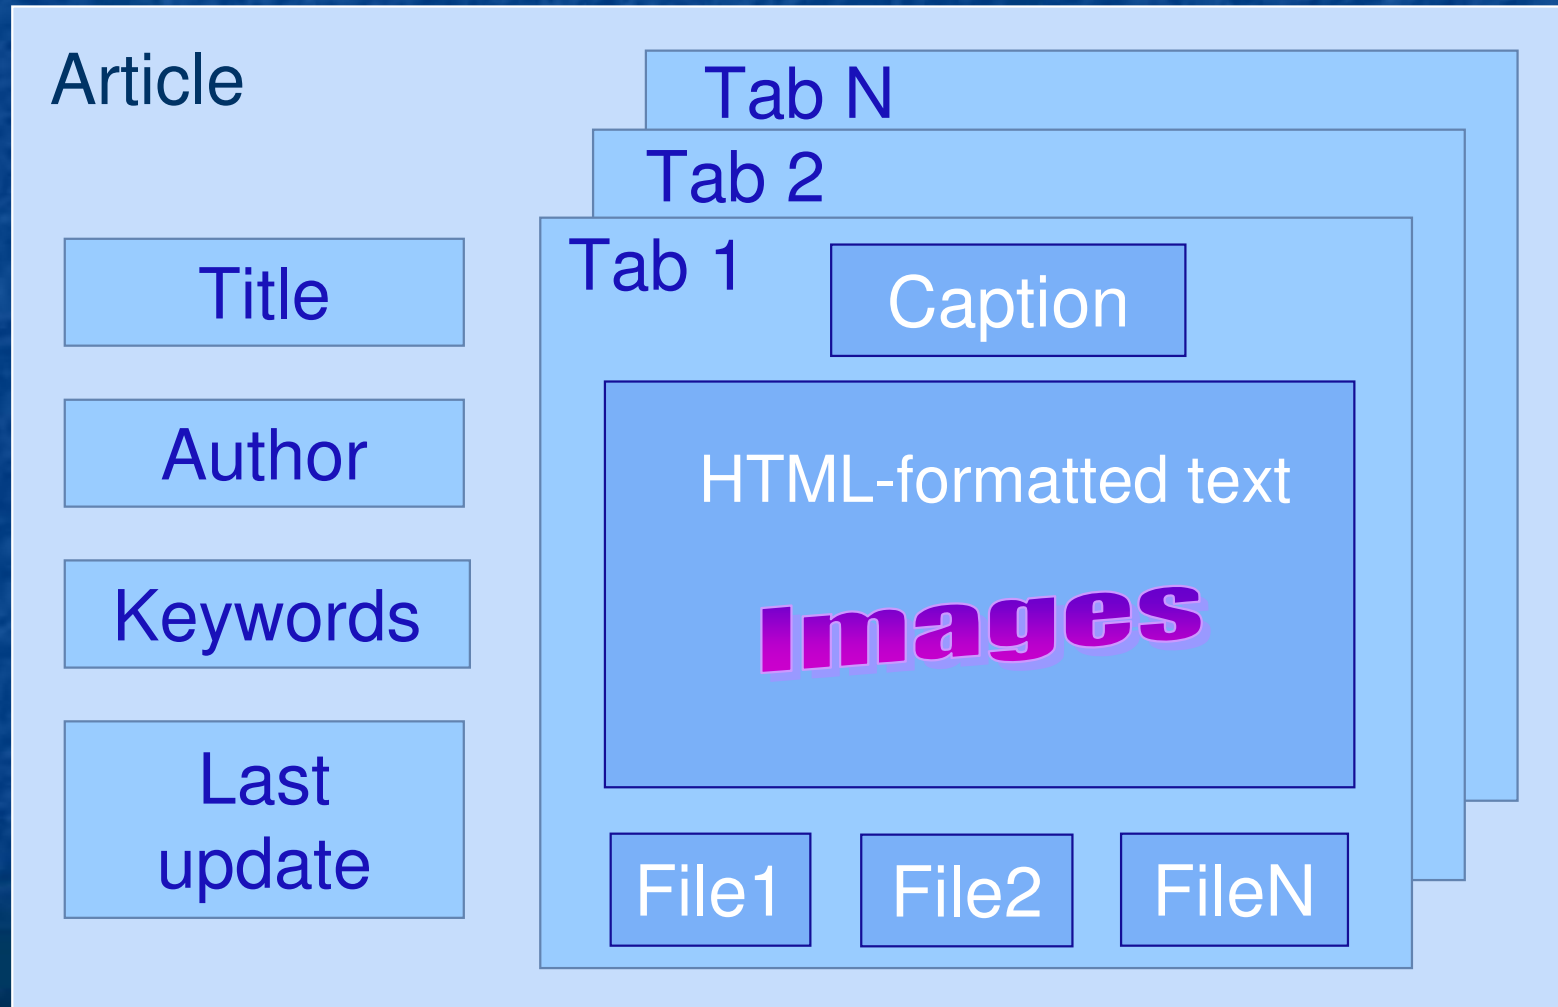 Article
Title
Author
Keywords
Last
update
Tab N
Tab 2
Tab 1
Caption
HTML-formatted text
Images
File1
File2
FileN